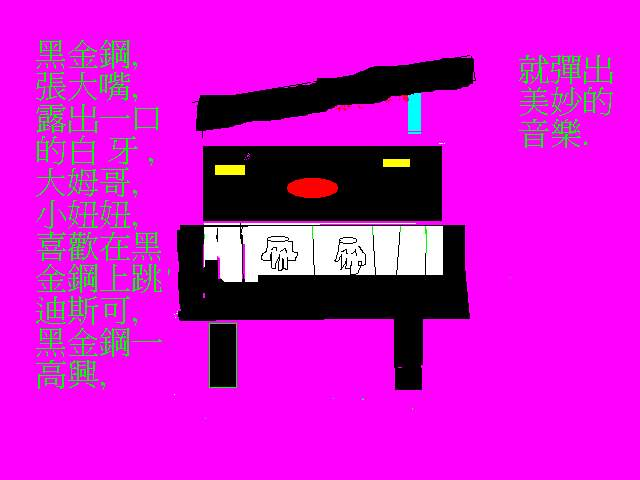 黑金鋼,
張大嘴,
露出一口
的白 牙 ,
大姆哥,
小妞妞,
喜歡在黑
金鋼上跳
迪斯可,
黑金鋼一
高興,
就彈出
美妙的
音樂.